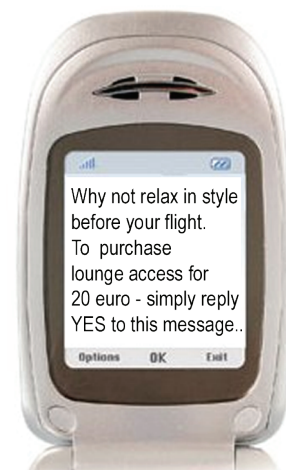 Why not relax in style
before your flight.
To purchase
lounge access for
20 euro - simply reply
YES to this message..
Options OK Exit